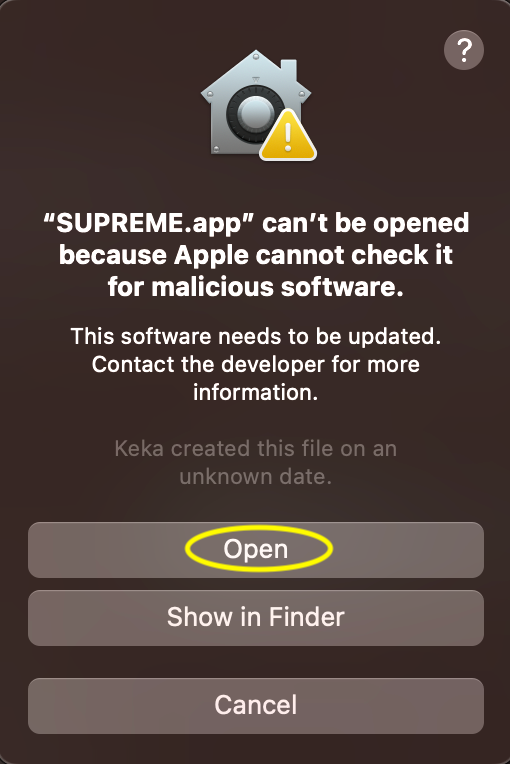 ?
“SUPREME.app” can’t be opened
because Apple cannot check it
for malicious software.
This software needs to be updated.
Contact the developer for more
information.
Keka created this file on an
unknown date.
Open
Show in Finder
Cancel